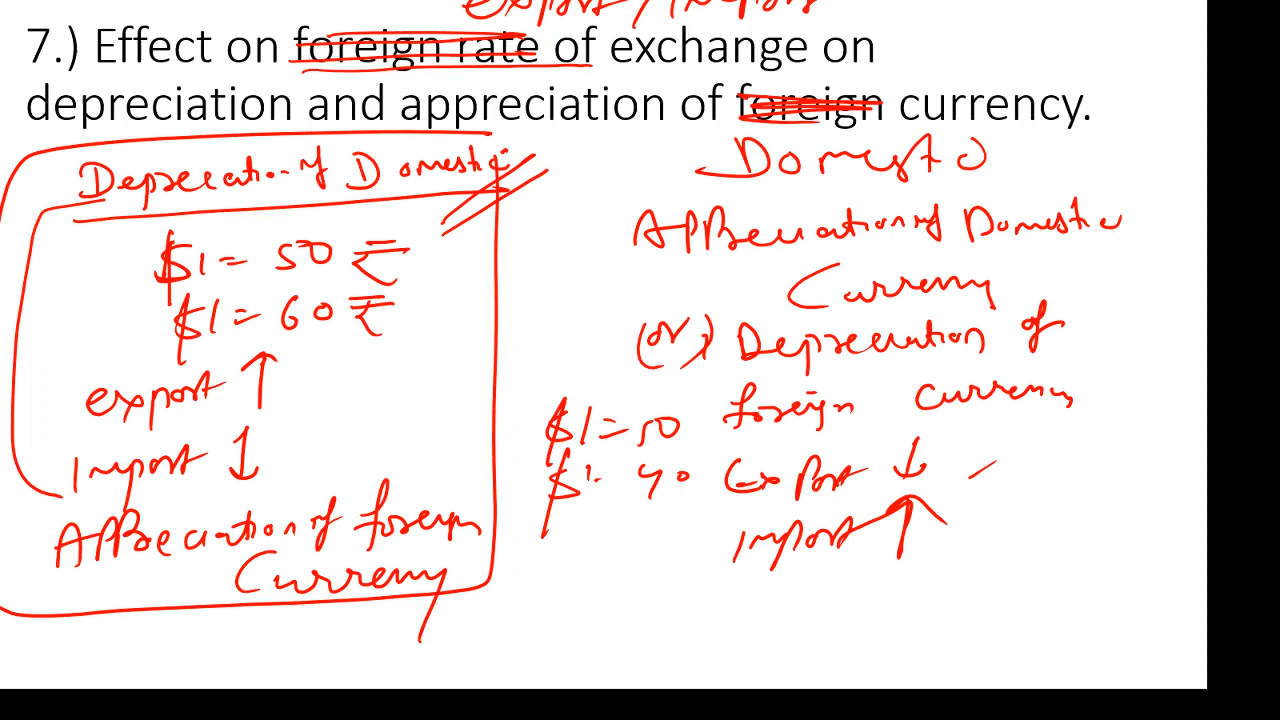 export / Import
7.) Effect on foreign rate of exchange on
depreciation and appreciation of foreign currency.
Domestic
Depreciation of Domestic
$1 = 50 ₹
$1 = 60 ₹
export ↑
Import ↓
Appreciation of foreign
Currency
Appreciation of Domestic
Currency
(or) Depreciation of
foreign currency
$1 = 50
$1 = 40
Export ↓
import ↑